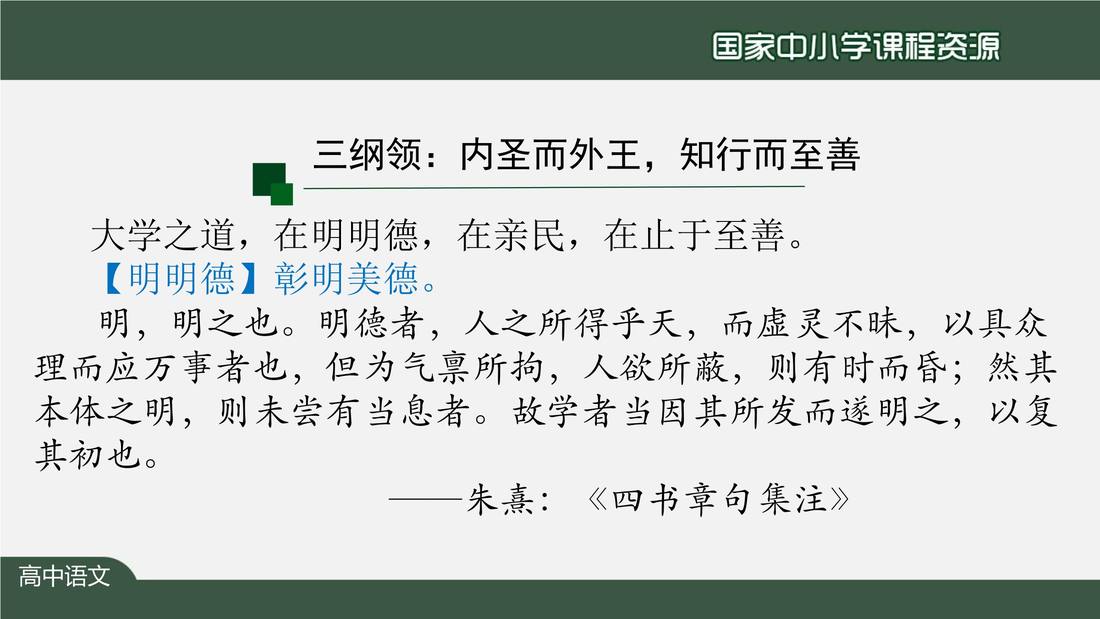 国家中小学课程资源
三纲领：内圣而外王，知行而至善
大学之道，在明明德，在亲民，在止于至善。
【明明德】彰明美德。
明，明之也。明德者，人之所得乎天，而虚灵不昧，以具众
理而应万事者也，但为气禀所拘，人欲所蔽，则有时而昏；然其
本体之明，则未尝有当息者。故学者当因其所发而遂明之，以复
其初也。
——朱熹：《四书章句集注》
高中语文